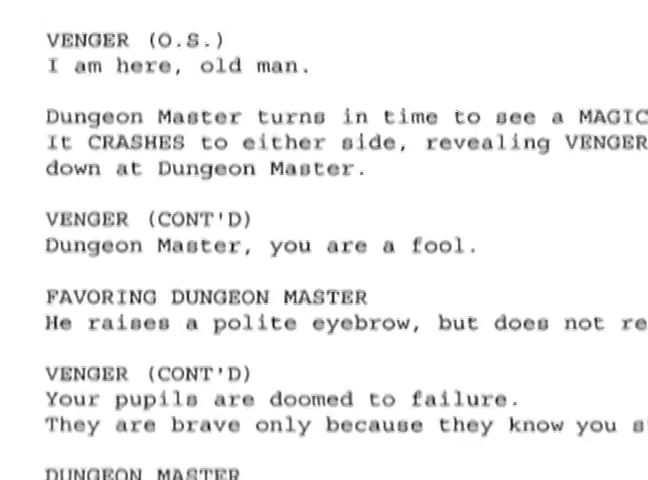 VENGER (O.S.)
I am here, old man.
Dungeon Master turns in time to see a MAGIC
It CRASHES to either side, revealing VENGER
down at Dungeon Master.
VENGER (CONT'D)
Dungeon Master, you are a fool.
FAVORING DUNGEON MASTER
He raises a polite eyebrow, but does not re
VENGER (CONT'D)
Your pupils are doomed to failure.
They are brave only because they know you s
DUNGEON MASTER